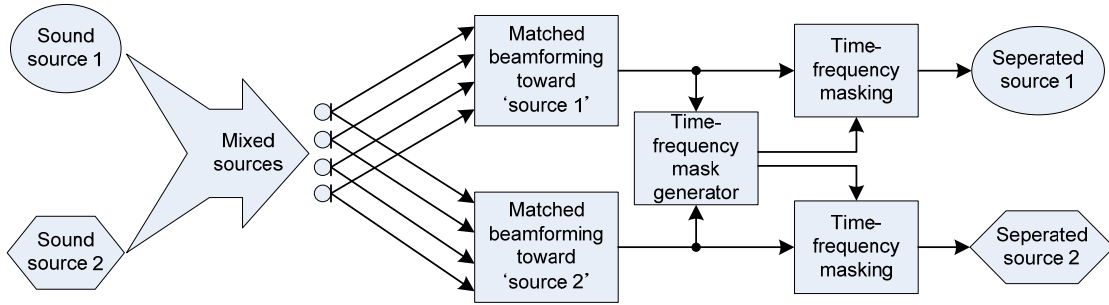 Sound
source 1
Sound
source 2
Mixed
sources
Matched
beamforming
toward
‘source 1’
Matched
beamforming
toward
‘source 2’
Time-
frequency
mask
generator
Time-
frequency
masking
Time-
frequency
masking
Seperated
source 1
Seperated
source 2